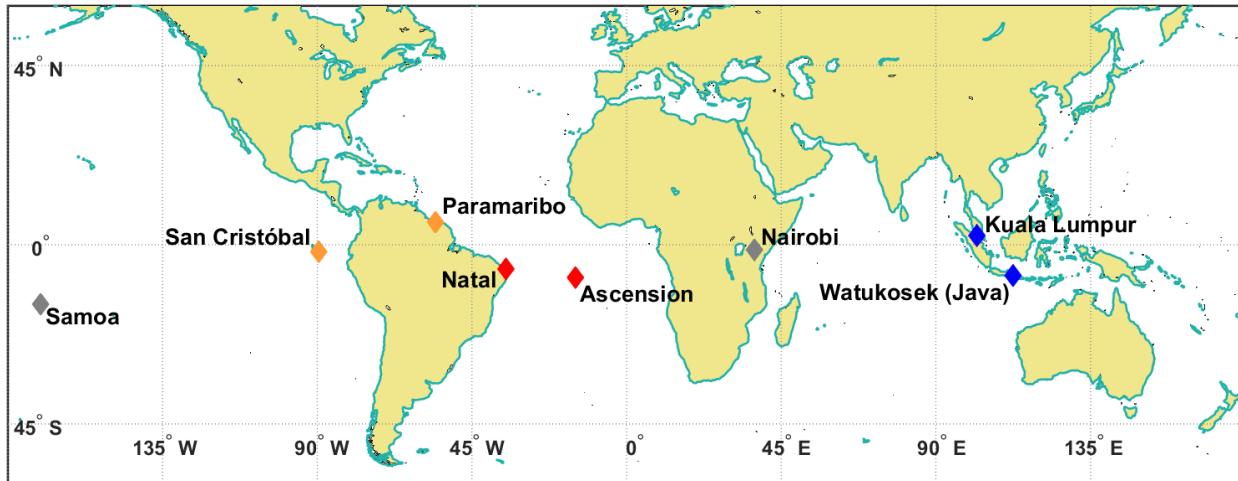 45° N
Paramaribo
San Cristóbal
Nairobi
Kuala Lumpur
0°
Natal
Ascension
Watukosek (Java)
Samoa
45° S
135° W
90° W
45° W
0°
45° E
90° E
135° E